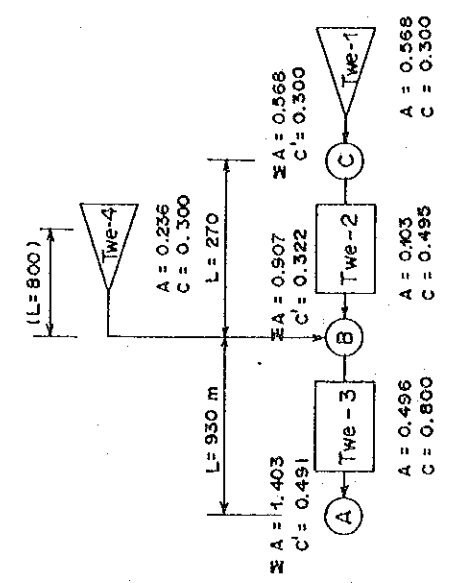 (L=800)
Twe-4
A = 0.236
C = 0.300
L=930 m
L=270
ΣA = 1.403
C' = 0.491
ΣA = 0.907
C' = 0.322
ΣA = 0.568
C' = 0.300
A
Twe-3
B
Twe-2
C
Twe-1
A = 0.496
C = 0.800
A = 0.103
C = 0.495
A = 0.568
C = 0.300